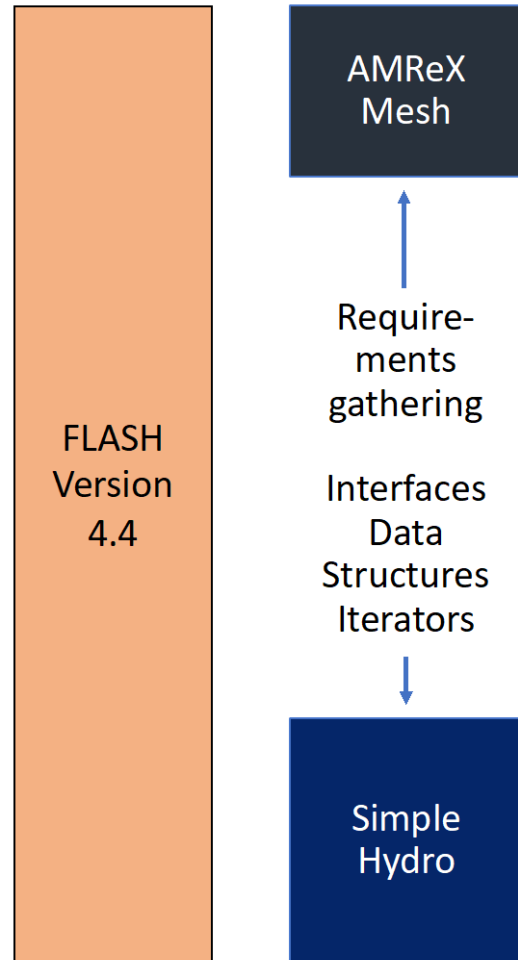 FLASH
Version
4.4
AMReX
Mesh
Require-
ments
gathering
Interfaces
Data
Structures
Iterators
Simple
Hydro